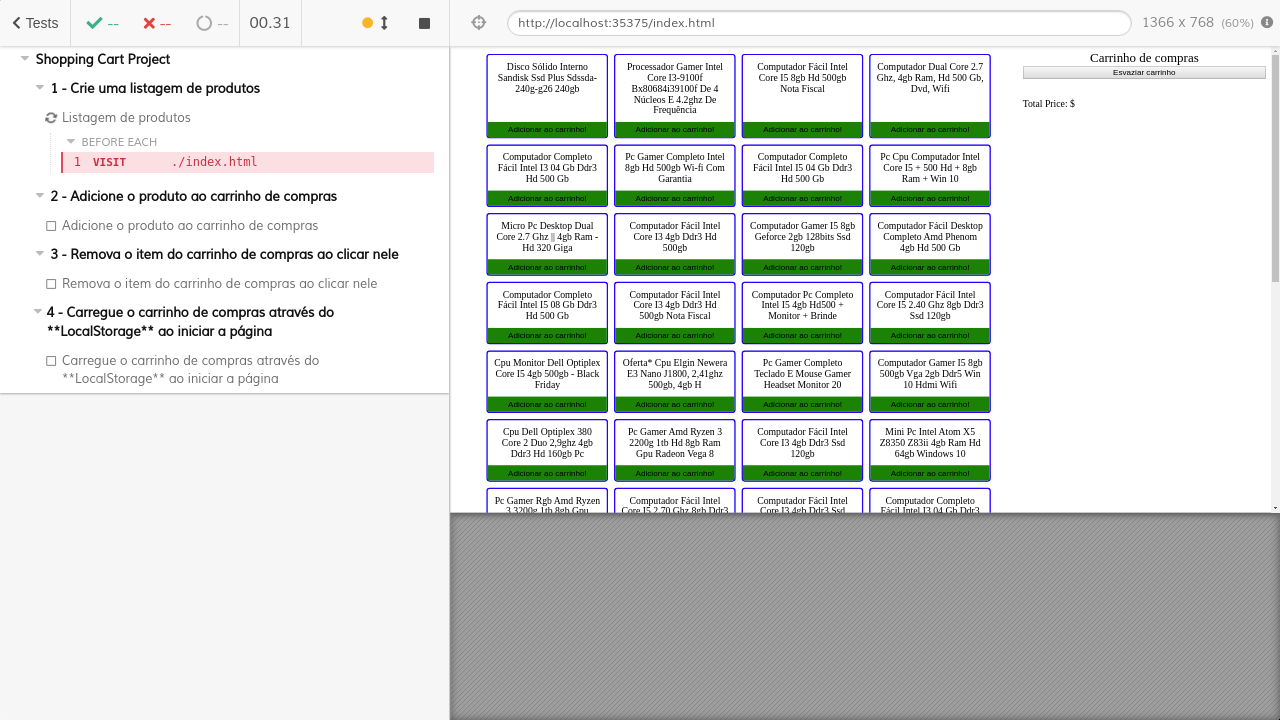 Tests
--
--
--
00.31
http://localhost:35375/index.html
1366 x 768 (60%)
Shopping Cart Project
1 - Crie uma listagem de produtos
Listagem de produtos
BEFORE EACH
1 VISIT ./index.html
2 - Adicione o produto ao carrinho de compras
Adicione o produto ao carrinho de compras
3 - Remova o item do carrinho de compras ao clicar nele
Remova o item do carrinho de compras ao clicar nele
4 - Carregue o carrinho de compras através do
**LocalStorage** ao iniciar a página
Carregue o carrinho de compras através do
**LocalStorage** ao iniciar a página
Disco Sólido Interno
Sandisk Ssd Plus Sdssda-
240g-g26 240gb
Adicionar ao carrinho!
Processador Gamer Intel
Core I3-9100f
Bx80684i39100f De 4
Núcleos E 4.2ghz De
Frequência
Adicionar ao carrinho!
Computador Fácil Intel
Core I5 8gb Hd 500gb
Nota Fiscal
Adicionar ao carrinho!
Computador Dual Core 2.7
Ghz, 4gb Ram, Hd 500 Gb,
Dvd, Wifi
Adicionar ao carrinho!
Computador Completo
Fácil Intel I3 04 Gb Ddr3
Hd 500 Gb
Adicionar ao carrinho!
Pc Gamer Completo Intel
8gb Hd 500gb Wi-fi Com
Garantia
Adicionar ao carrinho!
Computador Completo
Fácil Intel I5 04 Gb Ddr3
Hd 500 Gb
Adicionar ao carrinho!
Pc Cpu Computador Intel
Core I5 + 500 Hd + 8gb
Ram + Win 10
Adicionar ao carrinho!
Micro Pc Desktop Dual
Core 2.7 Ghz || 4gb Ram -
Hd 320 Giga
Adicionar ao carrinho!
Computador Fácil Intel
Core I3 4gb Ddr3 Hd
500gb
Adicionar ao carrinho!
Computador Gamer I5 8gb
Geforce 2gb 128bits Ssd
120gb
Adicionar ao carrinho!
Computador Fácil Desktop
Completo Amd Phenom
4gb Hd 500 Gb
Adicionar ao carrinho!
Computador Completo
Fácil Intel I5 08 Gb Ddr3
Hd 500 Gb
Adicionar ao carrinho!
Computador Fácil Intel
Core I3 4gb Ddr3 Hd
500gb Nota Fiscal
Adicionar ao carrinho!
Computador Pc Completo
Intel I5 4gb Hd500 +
Monitor + Brinde
Adicionar ao carrinho!
Computador Fácil Intel
Core I5 2.40 Ghz 8gb Ddr3
Ssd 120gb
Adicionar ao carrinho!
Cpu Monitor Dell Optiplex
Core I5 4gb 500gb - Black
Friday
Adicionar ao carrinho!
Oferta* Cpu Elgin Newera
E3 Nano J1800, 2,41ghz
500gb, 4gb H
Adicionar ao carrinho!
Pc Gamer Completo
Teclado E Mouse Gamer
Headset Monitor 20
Adicionar ao carrinho!
Computador Gamer I5 8gb
500gb Vga 2gb Ddr5 Win
10 Hdmi Wifi
Adicionar ao carrinho!
Cpu Dell Optiplex 380
Core 2 Duo 2,9ghz 4gb
Ddr3 Hd 160gb Pc
Adicionar ao carrinho!
Pc Gamer Amd Ryzen 3
2200g 1tb Hd 8gb Ram
Gpu Radeon Vega 8
Adicionar ao carrinho!
Computador Fácil Intel
Core I3 4gb Ddr3 Ssd
120gb
Adicionar ao carrinho!
Mini Pc Intel Atom X5
Z8350 Z83ii 4gb Ram Hd
64gb Windows 10
Adicionar ao carrinho!
Pc Gamer Rgb Amd Ryzen
3 3200g 1tb 8gb Gpu
Computador Fácil Intel
Core I5 2.70 Ghz 8gb Ddr3
Computador Fácil Intel
Core I3 4gb Ddr3 Ssd
Computador Completo
Fácil Intel I3 04 Gb Ddr3
Carrinho de compras
Esvaziar carrinho
Total Price: $